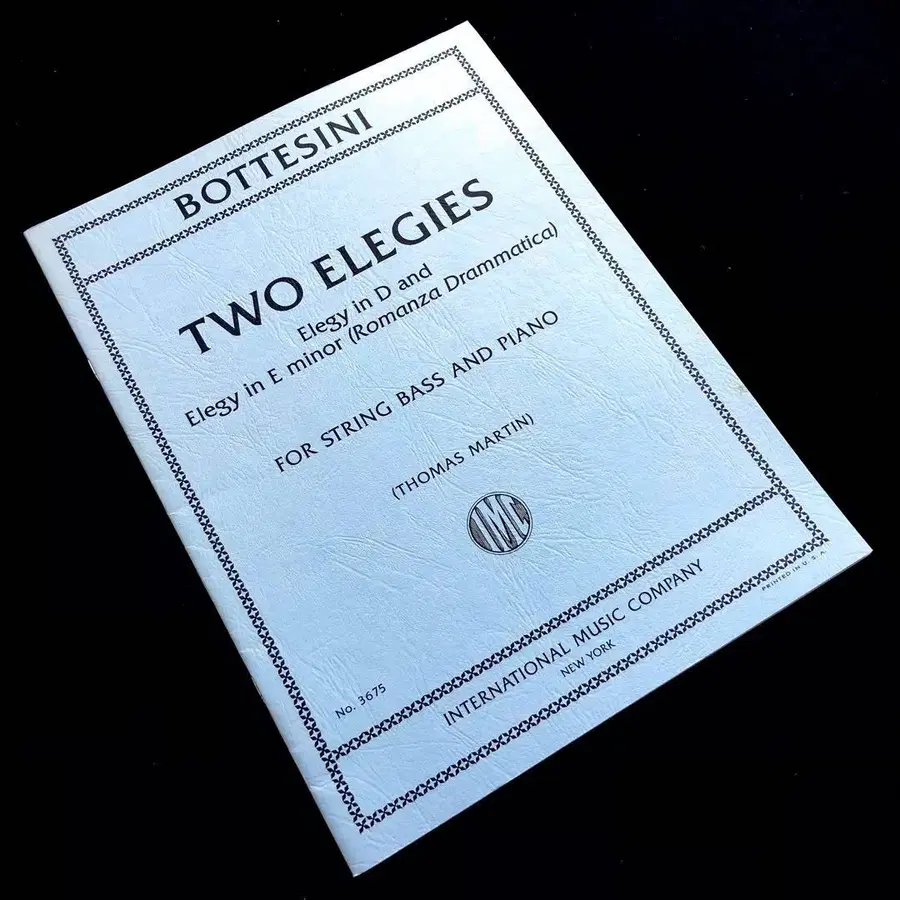 BOTTESINI
TWO ELEGIES
Elegy in D and
Elegy in E minor (Romanza Drammatica)
FOR STRING BASS AND PIANO
(THOMAS MARTIN)
IMC
No. 3675
INTERNATIONAL MUSIC COMPANY
NEW YORK
PRINTED IN U. S. A.